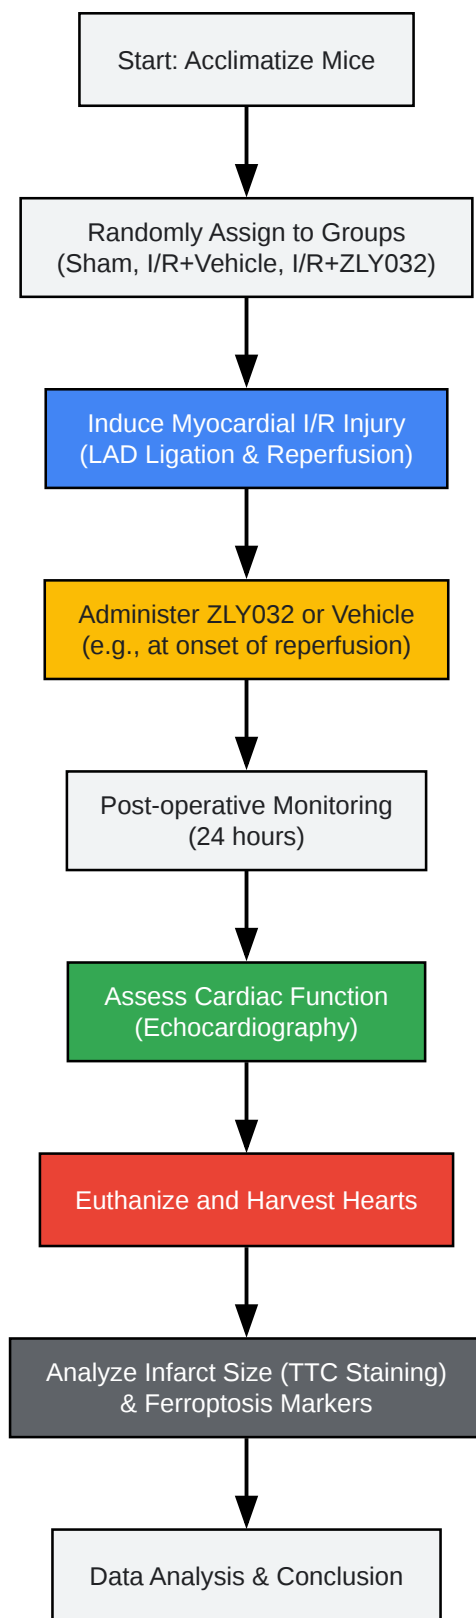 Start: Acclimatize Mice
Randomly Assign to Groups
(Sham, I/R+Vehicle, I/R+ZLY032)
Induce Myocardial I/R Injury
(LAD Ligation & Reperfusion)
Administer ZLY032 or Vehicle
(e.g., at onset of reperfusion)
Post-operative Monitoring
(24 hours)
Assess Cardiac Function
(Echocardiography)
Euthanize and Harvest Hearts
Analyze Infarct Size (TTC Staining)
& Ferroptosis Markers
Data Analysis & Conclusion